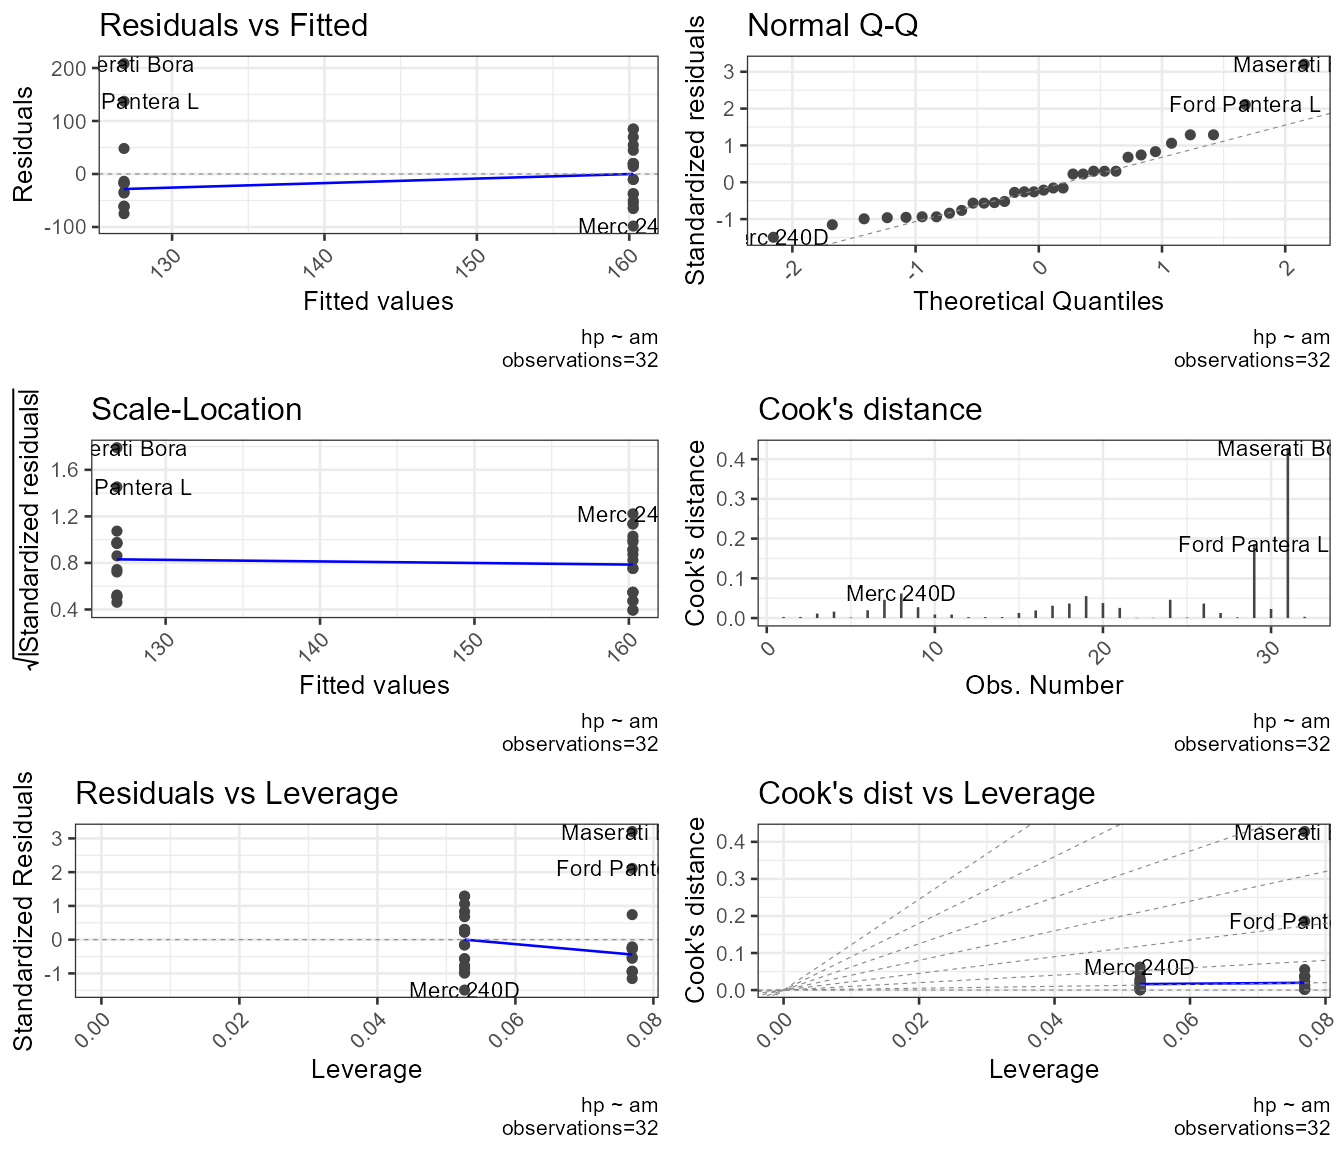 Residuals vs Fitted
Residuals
200
100
0
-100
erati Bora
Pantera L
Merc 24
130
140
150
160
Fitted values
hp ~ am
observations=32
Normal Q-Q
Standardized residuals
3
2
1
0
-1
Maserati
Ford Pantera L
rc 240D
-2
-1
0
1
2
Theoretical Quantiles
hp ~ am
observations=32
Scale-Location
√|Standardized residuals|
1.6
1.2
0.8
0.4
erati Bora
Pantera L
Merc 24
130
140
150
160
Fitted values
hp ~ am
observations=32
Cook's distance
Cook's distance
0.4
0.3
0.2
0.1
0.0
Maserati Bo
Ford Pantera L
Merc 240D
0
10
20
30
Obs. Number
hp ~ am
observations=32
Residuals vs Leverage
Standardized Residuals
3
2
1
0
-1
Maserati
Ford Pante
Merc 240D
0.00
0.02
0.04
0.06
0.08
Leverage
hp ~ am
observations=32
Cook's dist vs Leverage
Cook's distance
0.4
0.3
0.2
0.1
0.0
Maserati
Ford Pant
Merc 240D
0.00
0.02
0.04
0.06
0.08
Leverage
hp ~ am
observations=32